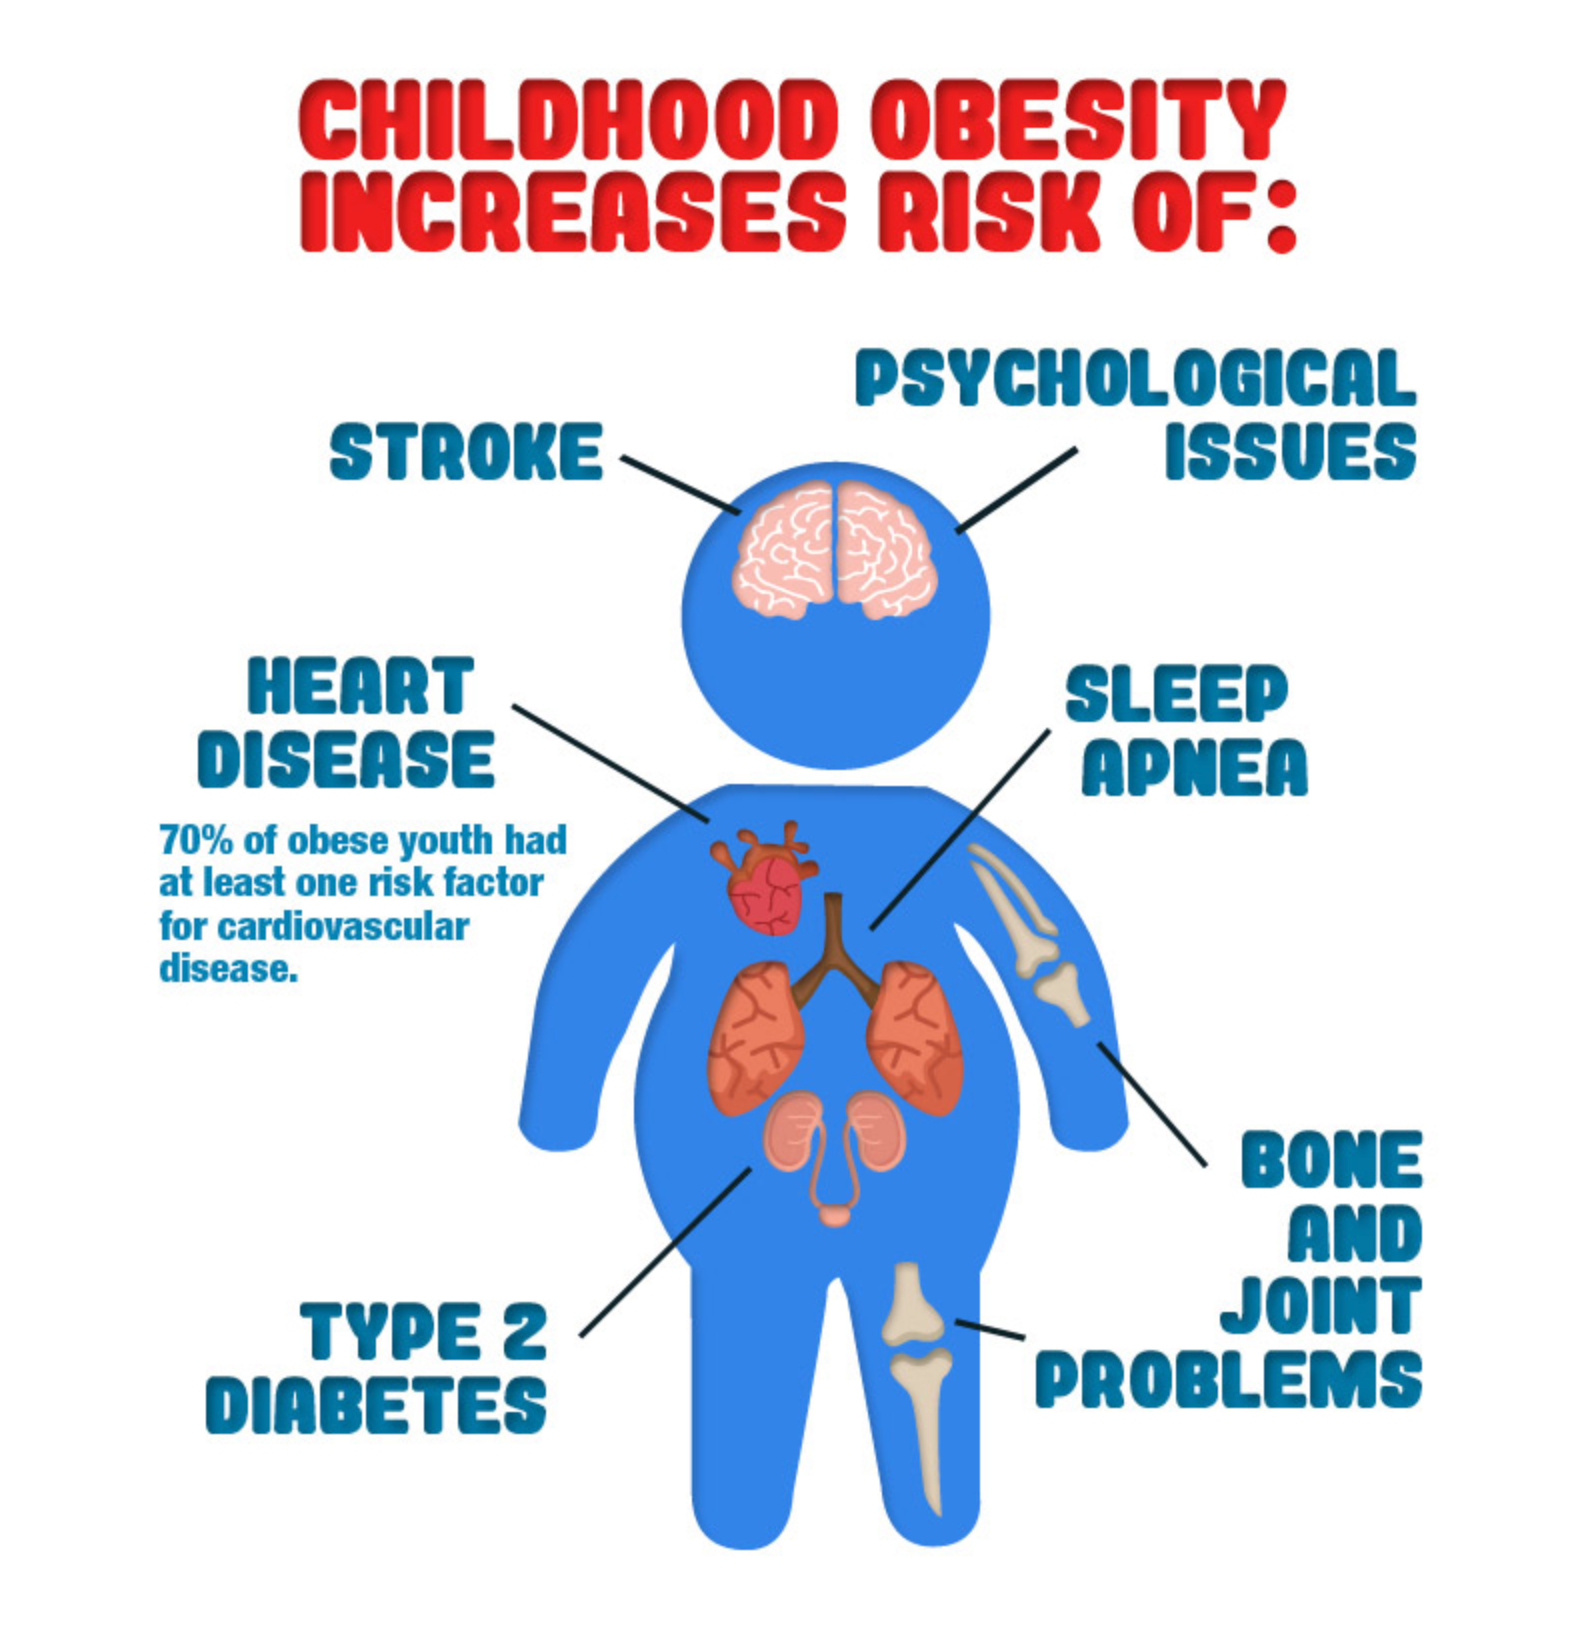 CHILDHOOD OBESITY
INCREASES RISK OF:
PSYCHOLOGICAL
ISSUES
STROKE
HEART
DISEASE
70% of obese youth had
at least one risk factor
for cardiovascular
disease.
SLEEP
APNEA
BONE
AND
JOINT
PROBLEMS
TYPE 2
DIABETES